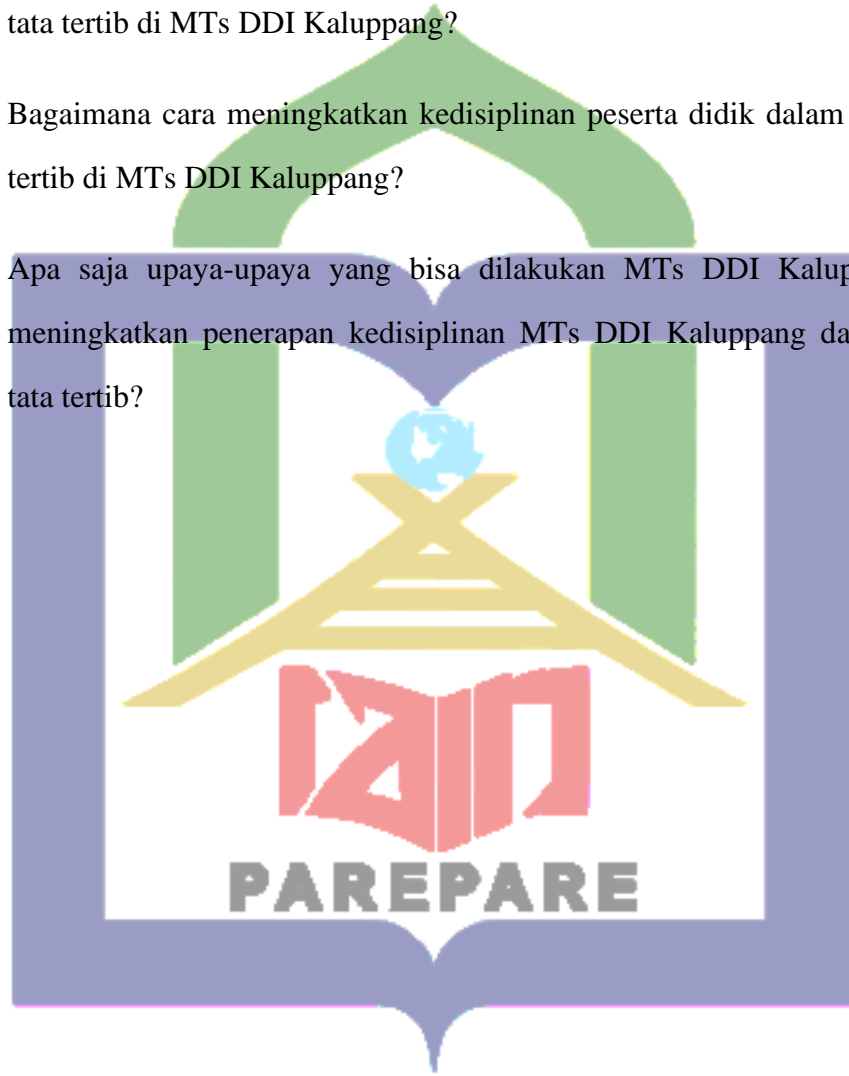 tata tertib di MTs DDI Kaluppang?
Bagaimana cara meningkatkan kedisiplinan peserta didik dalam
tertib di MTs DDI Kaluppang?
Apa saja upaya-upaya yang bisa dilakukan MTs DDI
meningkatkan penerapan kedisiplinan MTs DDI Kaluppang
tata tertib?
iain
PAREPARE